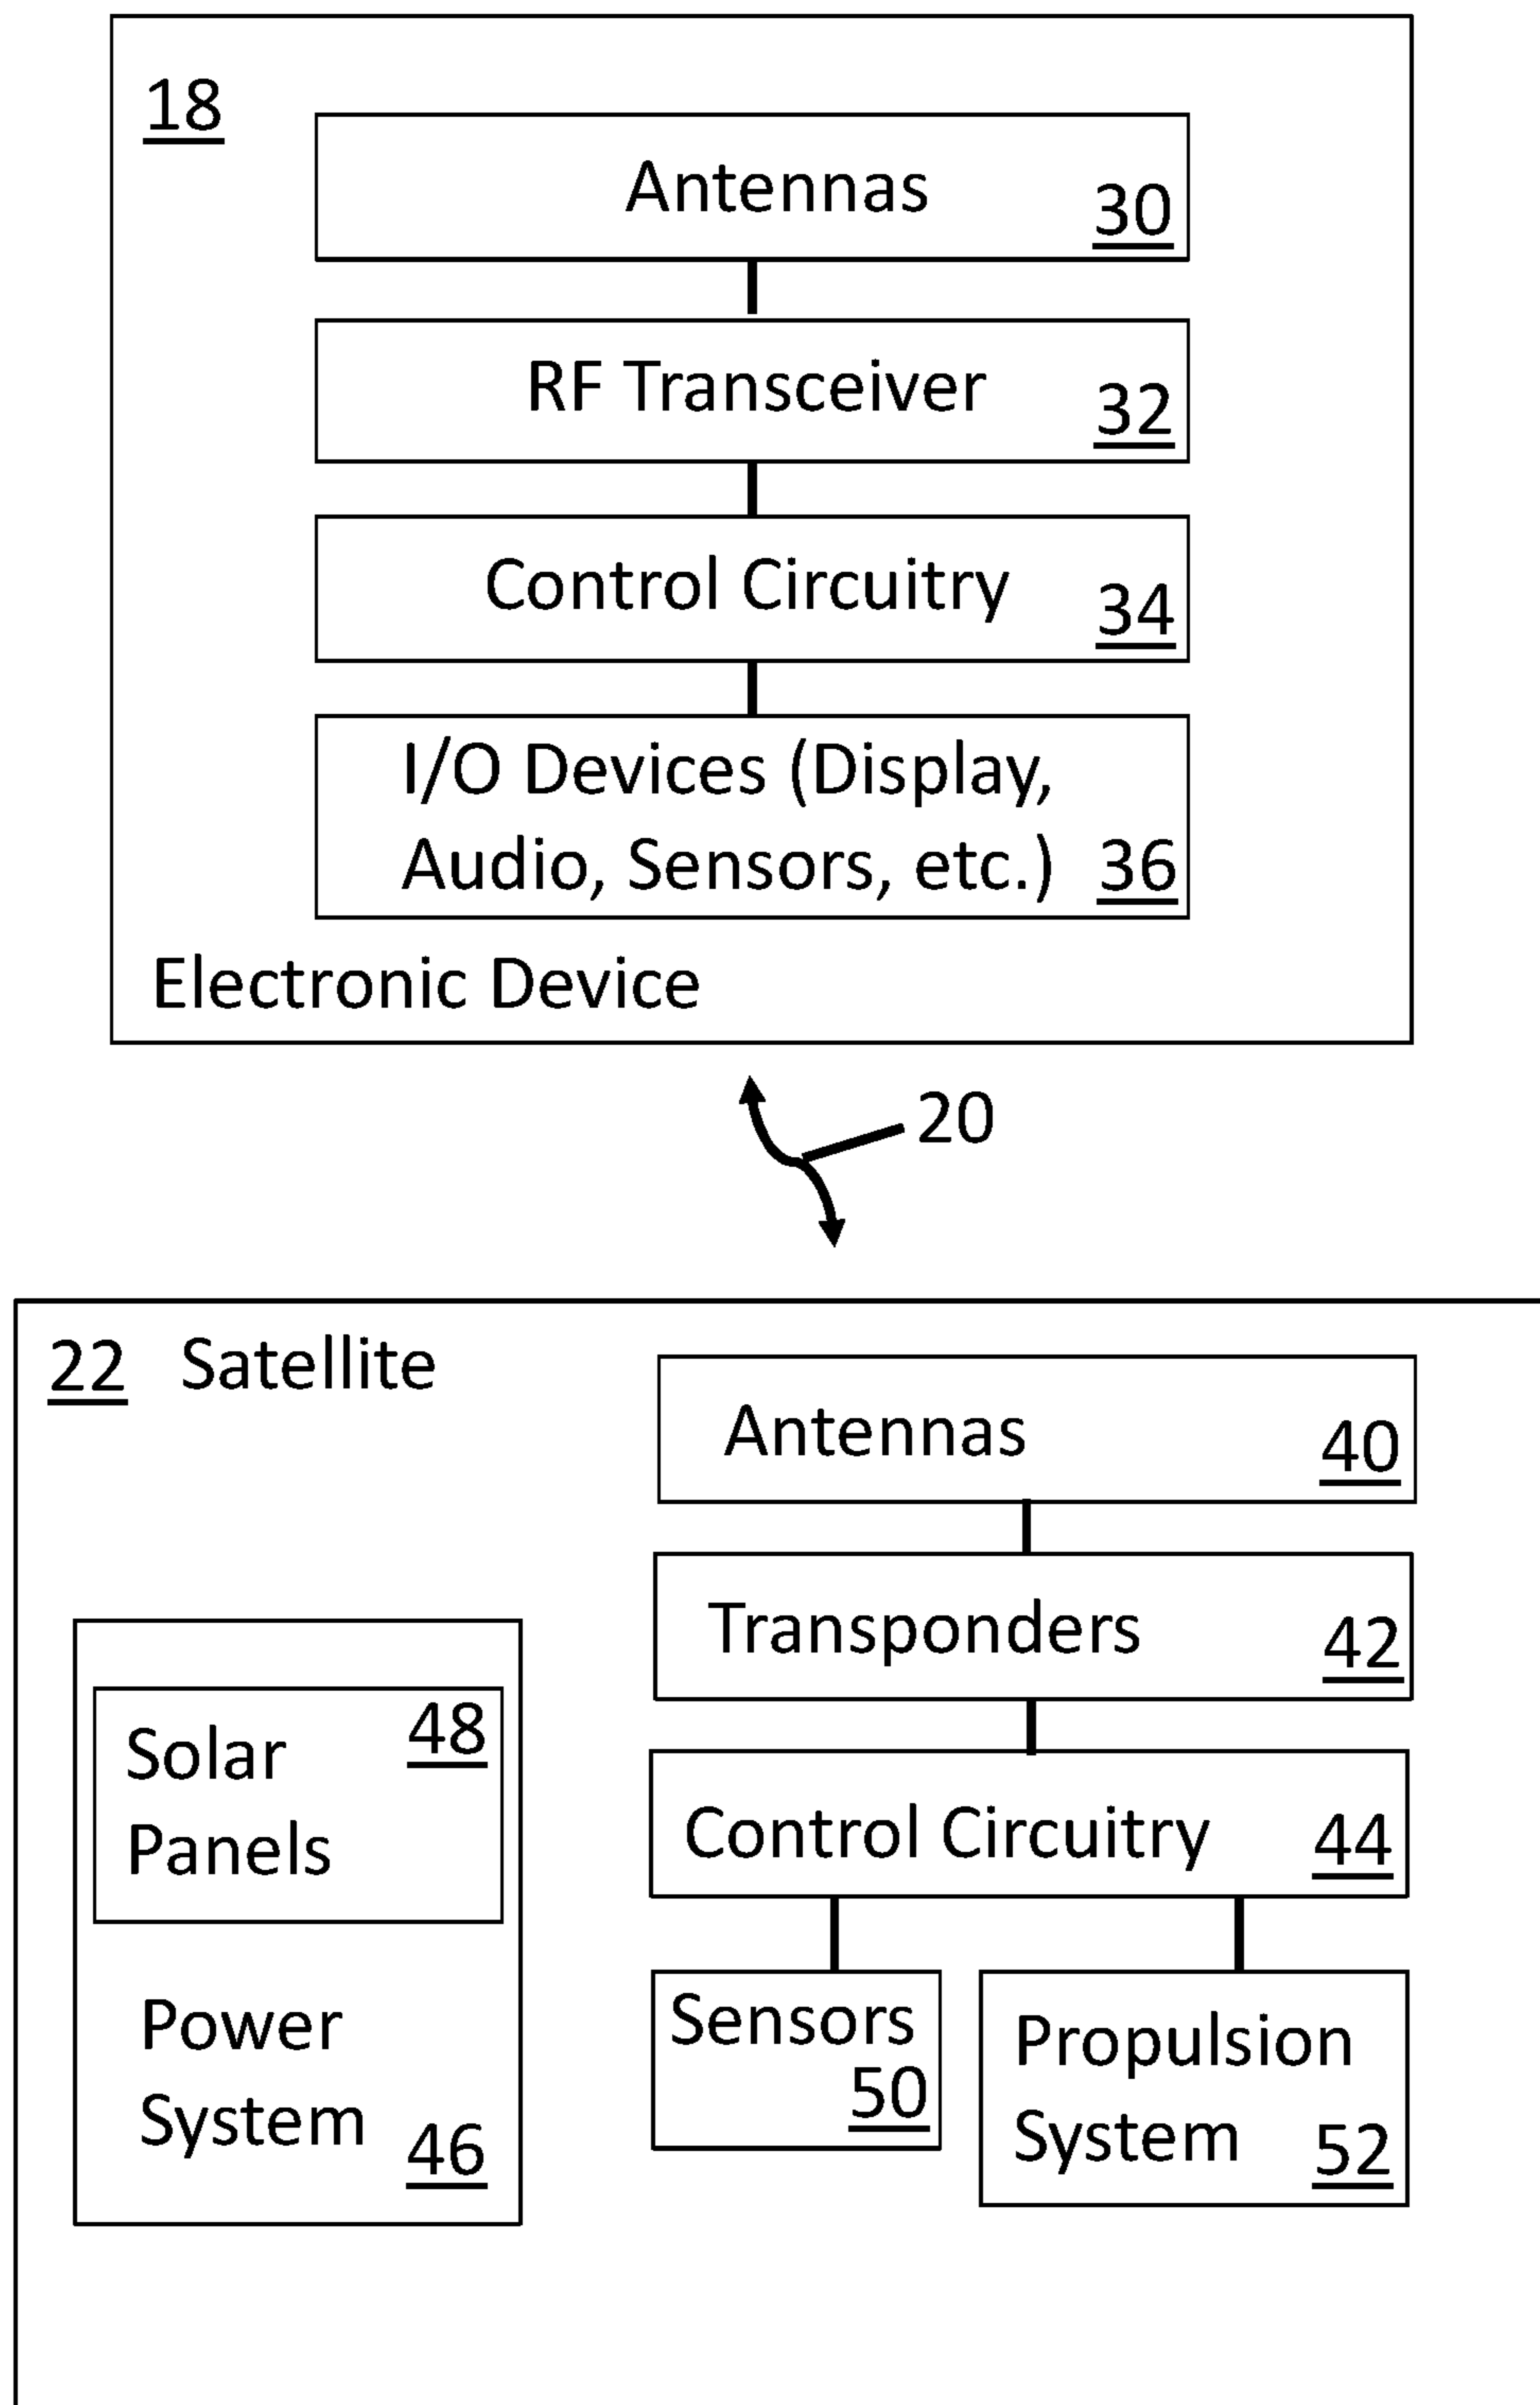 18
Antennas
30
RF Transceiver
32
Control Circuitry
34
I/O Devices (Display,
Audio, Sensors, etc.)
36
Electronic Device
20
22 Satellite
Antennas
40
Transponders
42
Solar
48
Panels
Power
System
46
Control Circuitry
44
Sensors
50
Propulsion
System
52